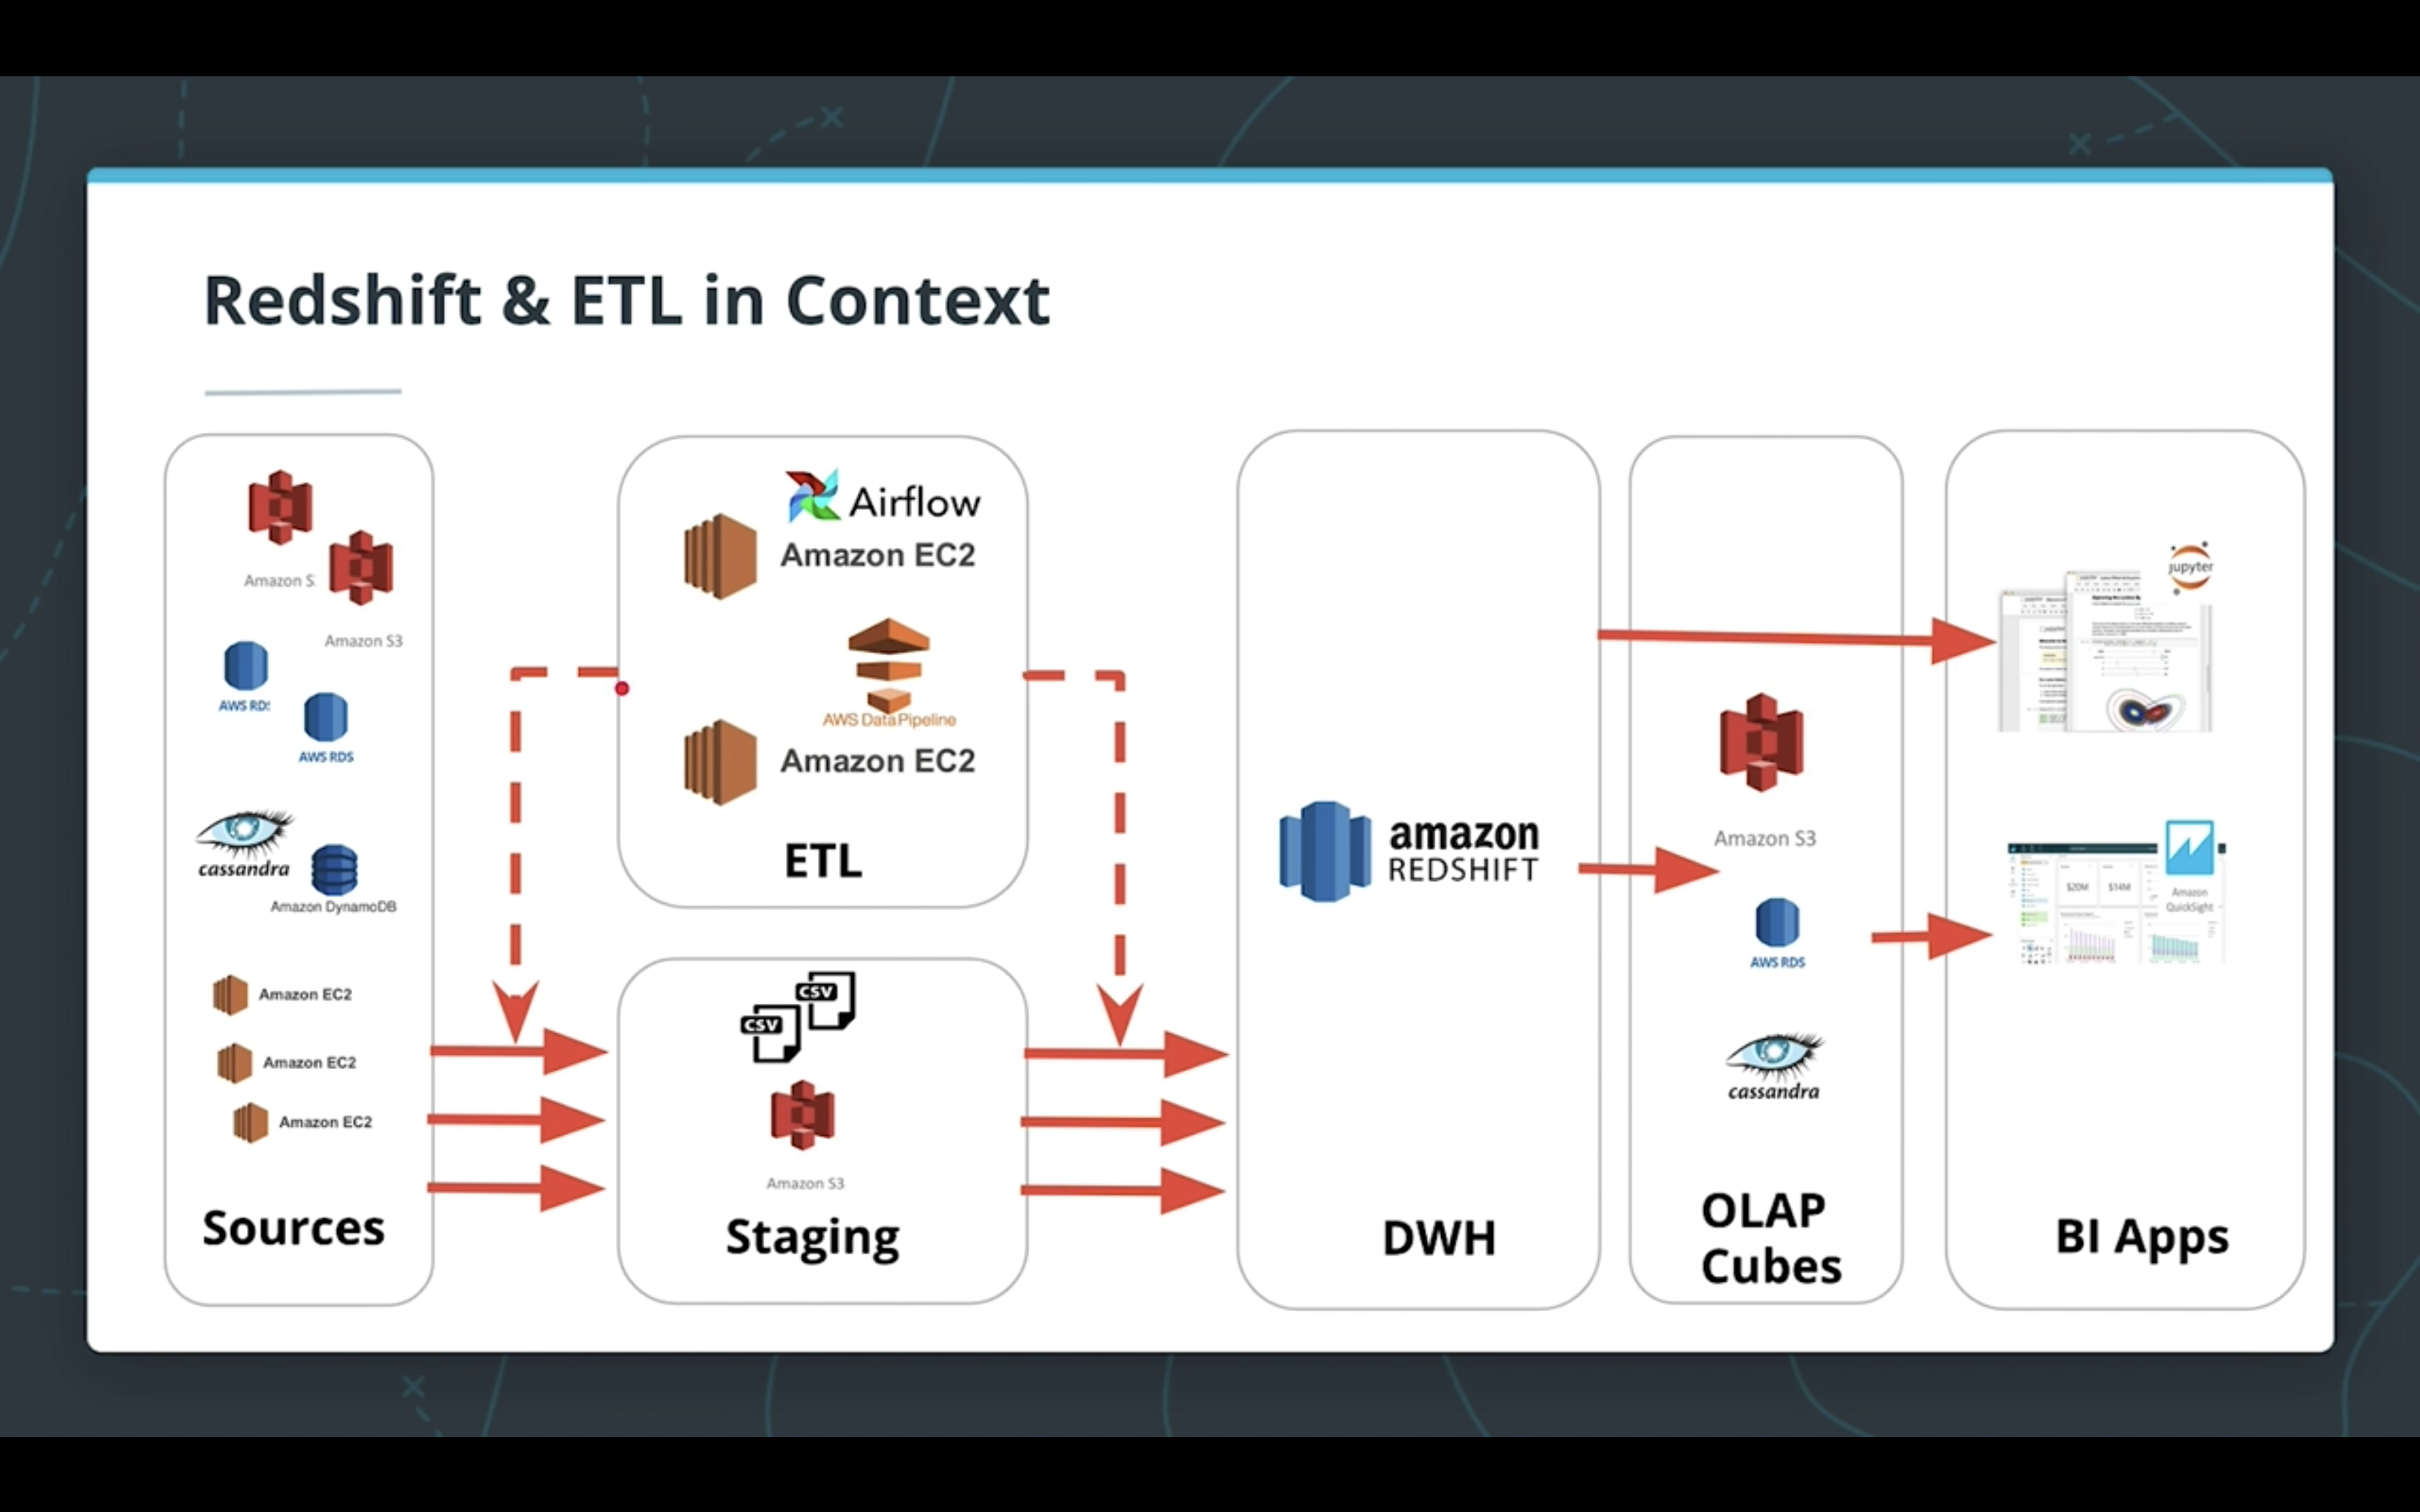 Redshift & ETL in Context
Amazon S
Amazon S3
AWS RDS
AWS RDS
cassandra
Amazon DynamoDB
Amazon EC2
Amazon EC2
Amazon EC2
Sources
Airflow
Amazon EC2
AWS Data Pipeline
Amazon EC2
ETL
CSV
CSV
Amazon S3
Staging
amazon
REDSHIFT
DWH
Amazon S3
AWS RDS
cassandra
OLAP
Cubes
jupyter
$20M
$14M
Amazon
QuickSight
BI Apps